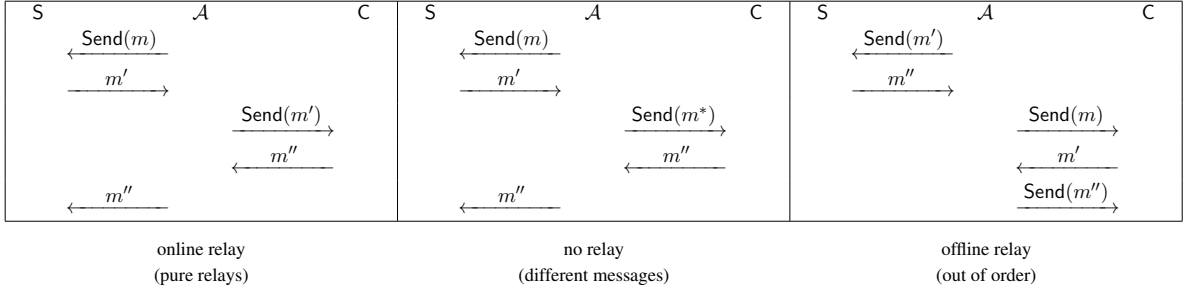 S 𝒜 C S 𝒜 C S 𝒜 C
Send(m) Send(m) Send(m′)
m′ m′ m″
Send(m′) Send(m*) Send(m)
m″ m″ m′
m″ m″ Send(m″)
online relay no relay offline relay
(pure relays) (different messages) (out of order)